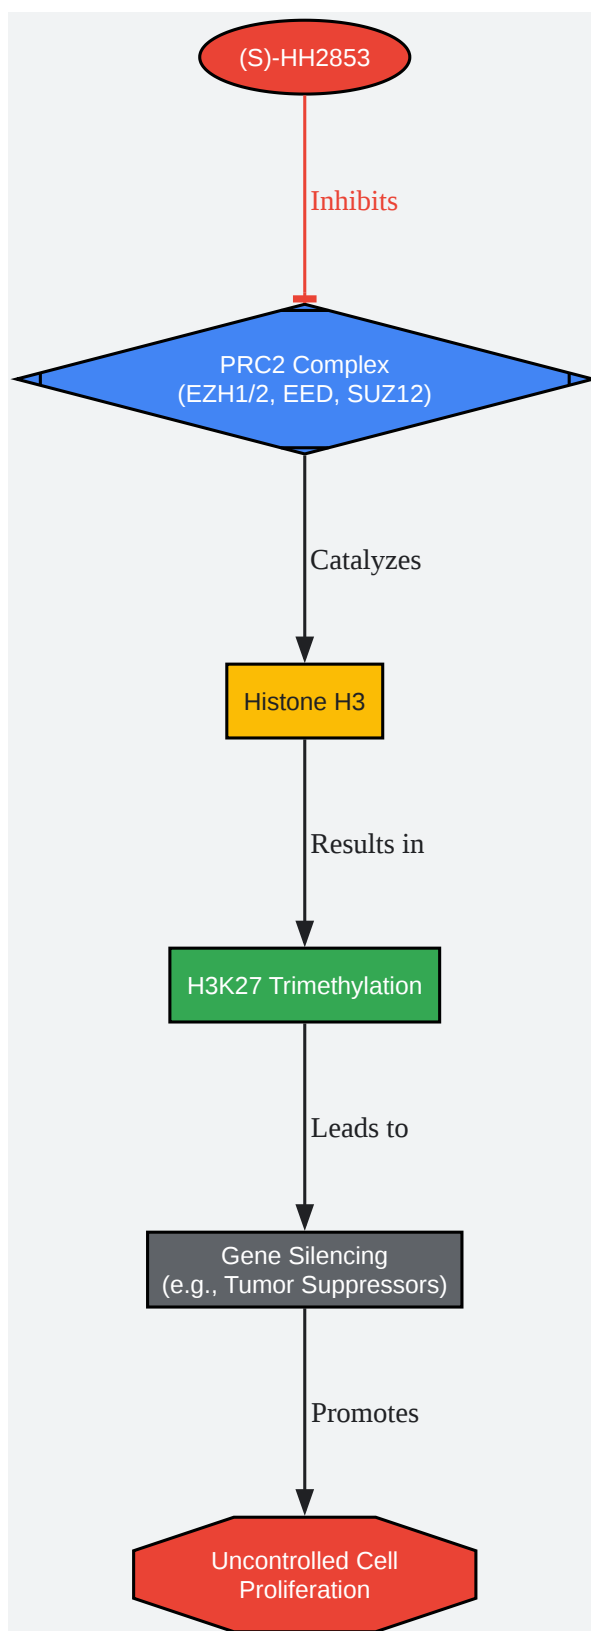 (S)-HH2853
Inhibits
PRC2 Complex
(EZH1/2, EED, SUZ12)
Catalyzes
Histone H3
Results in
H3K27 Trimethylation
Leads to
Gene Silencing
(e.g., Tumor Suppressors)
Promotes
Uncontrolled Cell
Proliferation